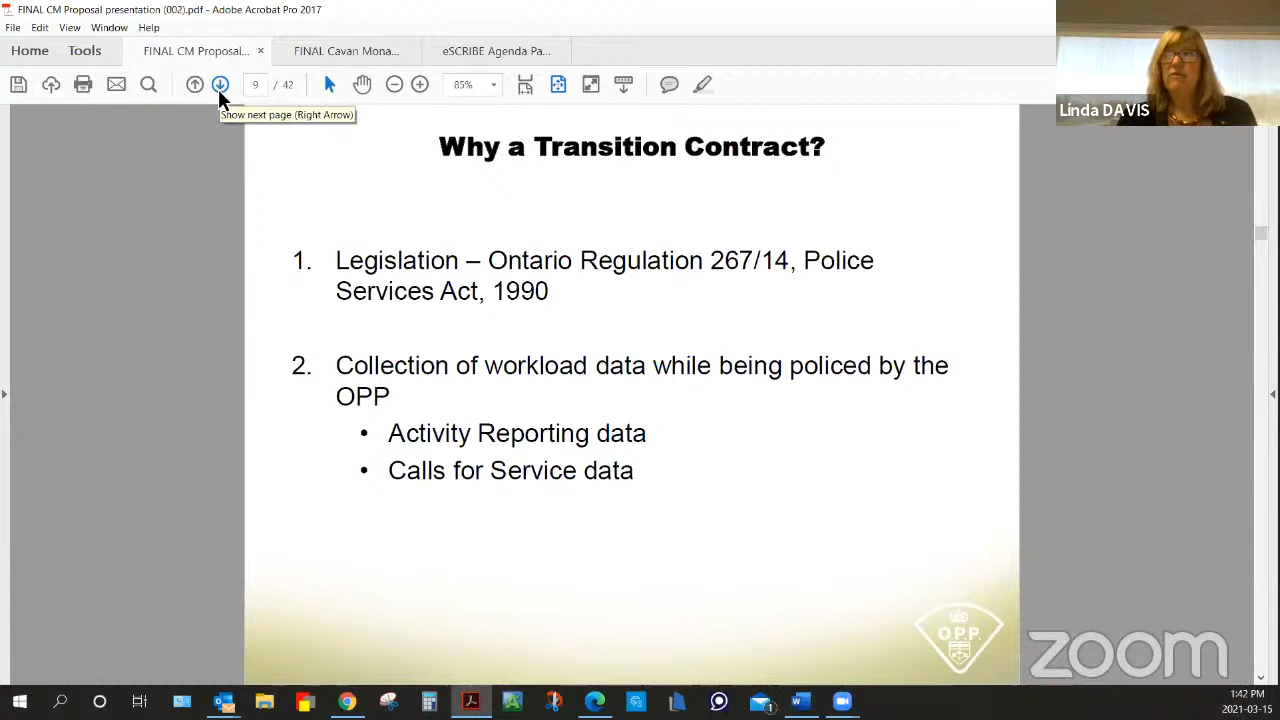 FINAL CM Proposal presentation (002).pdf - Adobe Acrobat Pro 2017
File Edit View Window Help
Home Tools FINAL CM Proposal... × FINAL Cavan Mona... eSCRIBE Agenda Pa...
9 / 42 85%
Show next page (Right Arrow)
Linda DAVIS
Why a Transition Contract?
1. Legislation – Ontario Regulation 267/14, Police
Services Act, 1990
2. Collection of workload data while being policed by the
OPP
• Activity Reporting data
• Calls for Service data
O.P.P.
zoom
1:42 PM
2021-03-15